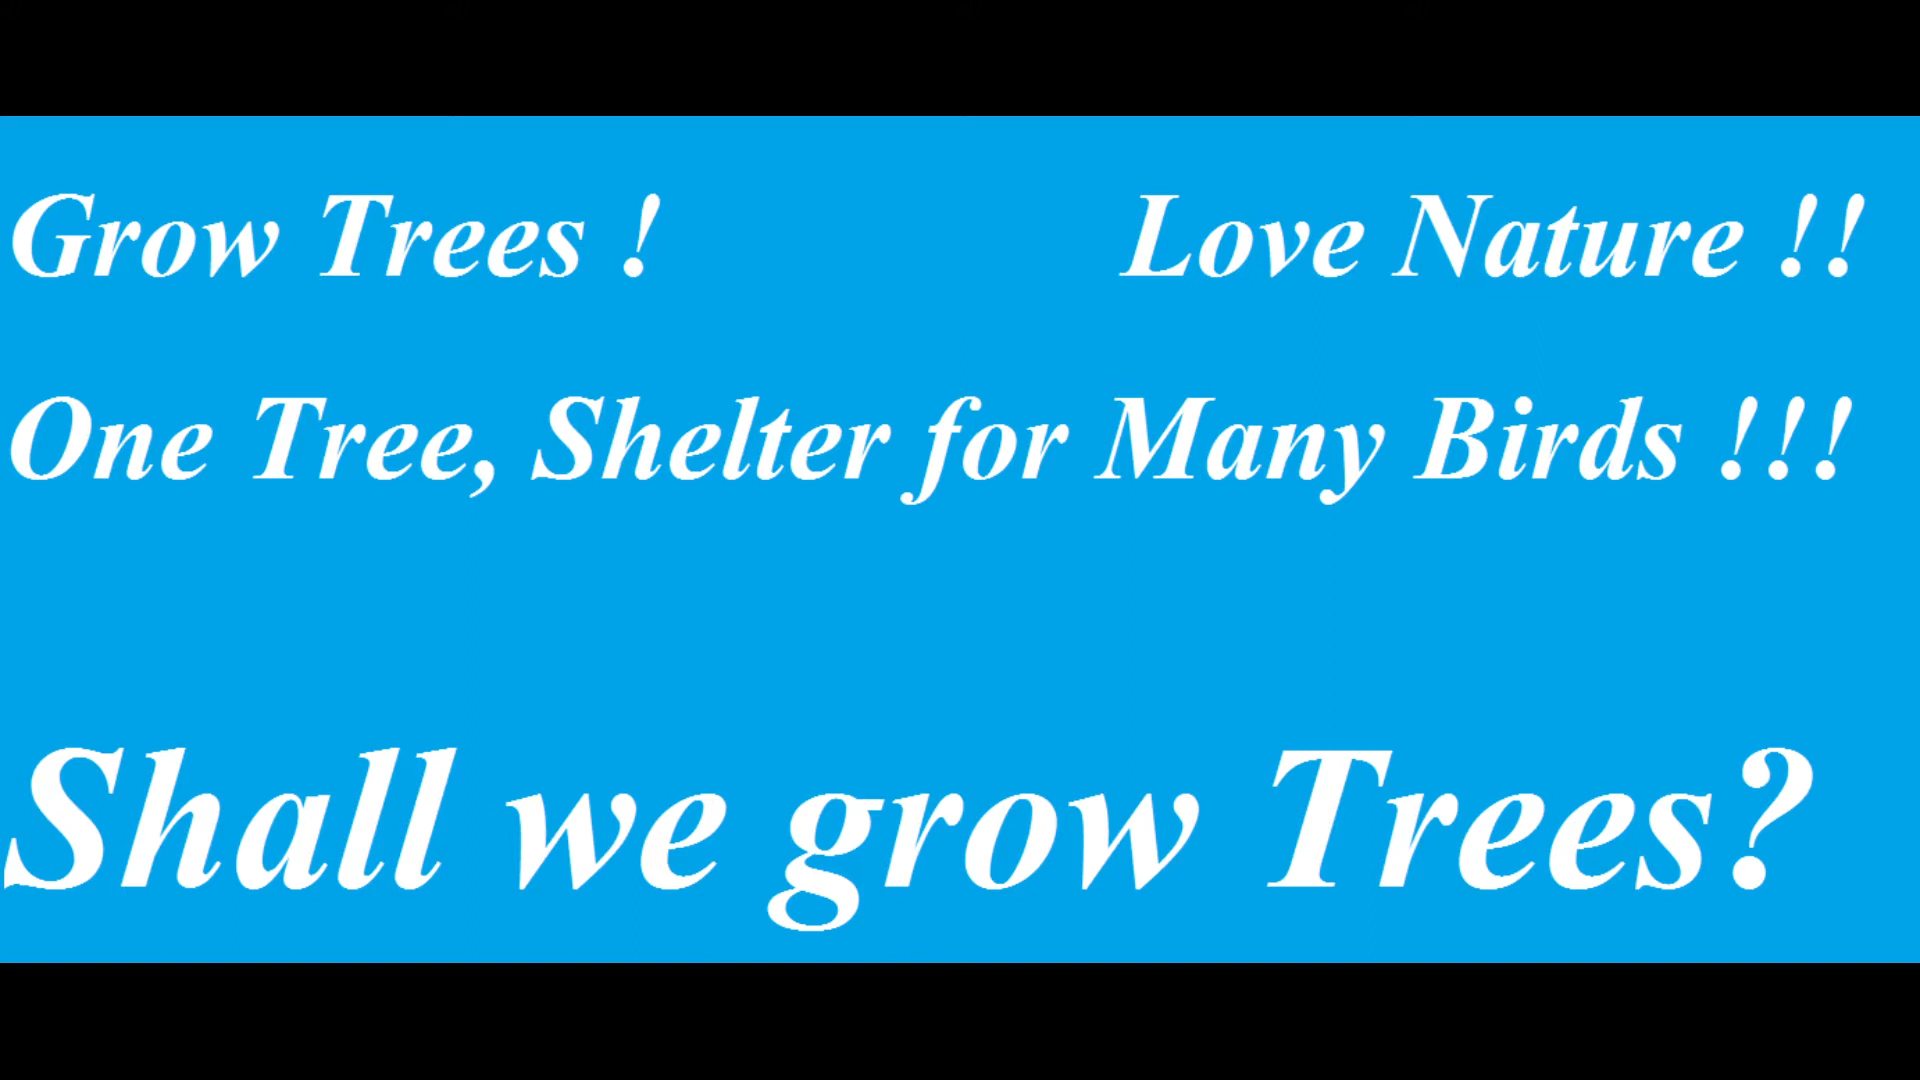 Grow Trees ! Love Nature !!
One Tree, Shelter for Many Birds !!!
Shall we grow Trees?